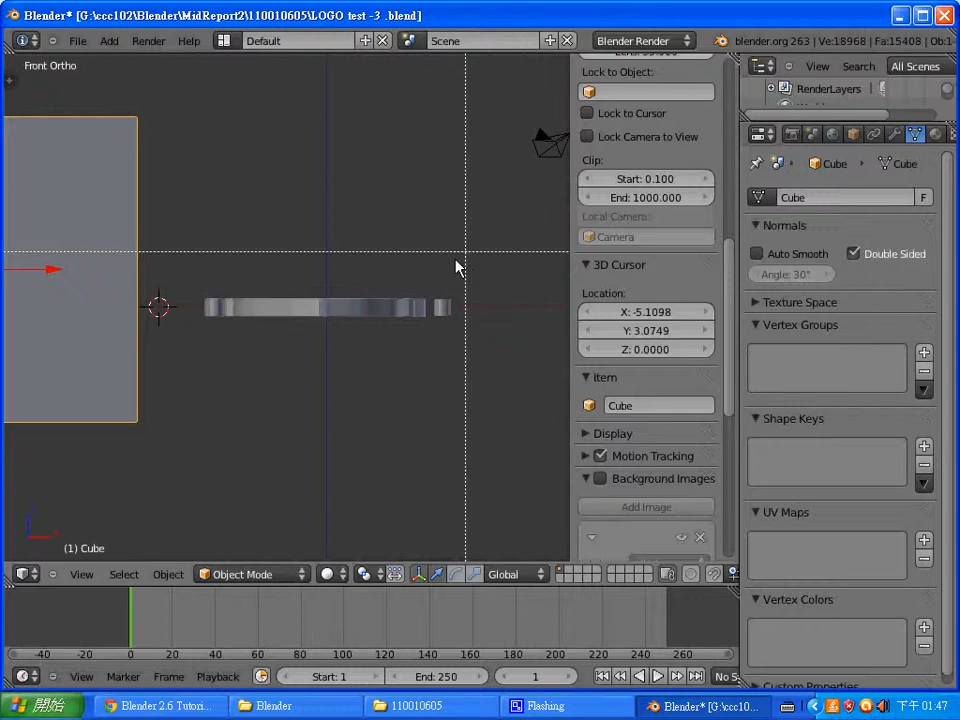 Blender* [G:\ccc102\Blender\MidReport2\110010605\LOGO test -3 .blend]
File Add Render Help Default Scene Blender Render blender.org 263 | Ve:18968 | Fa:15408 | Ob:1-
Front Ortho
View Search All Scenes
RenderLayers
Lock to Object:
Lock to Cursor
Lock Camera to View
Clip:
Start: 0.100
End: 1000.000
Local Camera:
Camera
3D Cursor
Location:
X: -5.1098
Y: 3.0749
Z: 0.0000
Item
Cube
Display
Motion Tracking
Background Images
Add Image
Cube Cube
Cube F
Normals
Auto Smooth Double Sided
Angle: 30°
Texture Space
Vertex Groups
Shape Keys
UV Maps
Vertex Colors
Custom Properties
(1) Cube
View Select Object Object Mode Global
-40 -20 0 20 40 60 80 100 120 140 160 180 200 220 240 260
View Marker Frame Playback Start: 1 End: 250 1 No S
開始 Blender 2.6 Tutori... Blender 110010605 Flashing Blender* [G:\ccc10... 下午 01:47